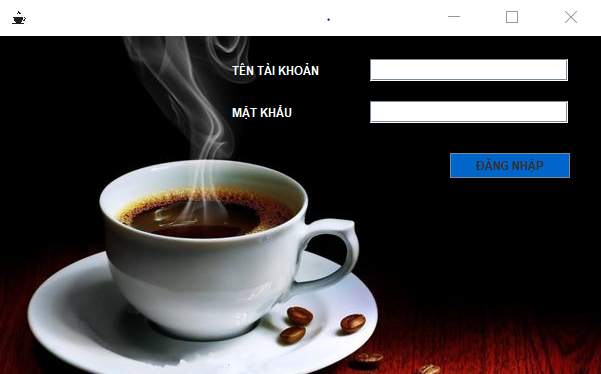 .
TÊN TÀI KHOẢN
MẬT KHẨU
ĐĂNG NHẬP